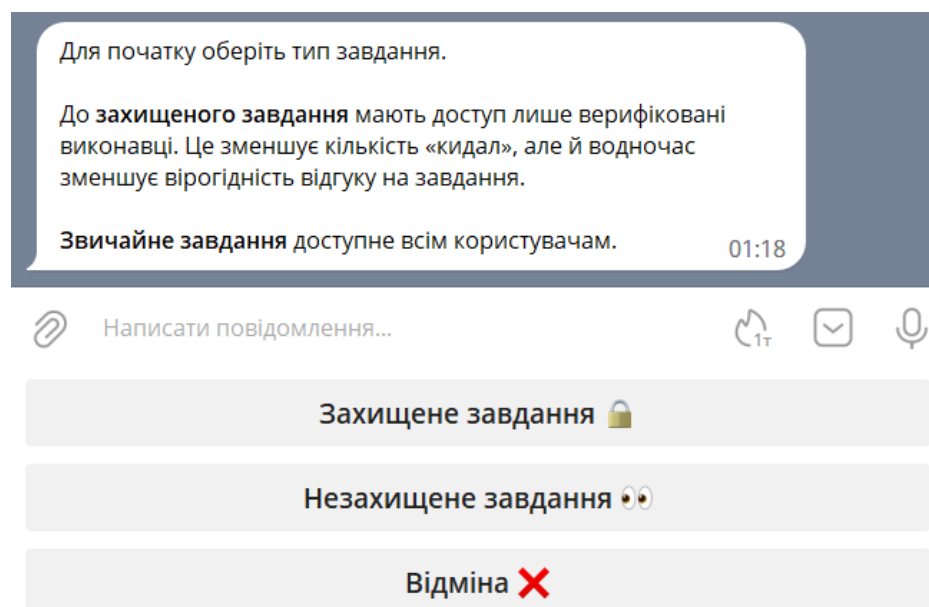 Для початку оберіть тип завдання.
До захищеного завдання мають доступ лише верифіковані
виконавці. Це зменшує кількість «кидал», але й водночас
зменшує вірогідність відгуку на завдання.
Звичайне завдання доступне всім користувачам.
01:18
Написати повідомлення...
1т
Захищене завдання 🔒
Незахищене завдання 👀
Відміна ❌